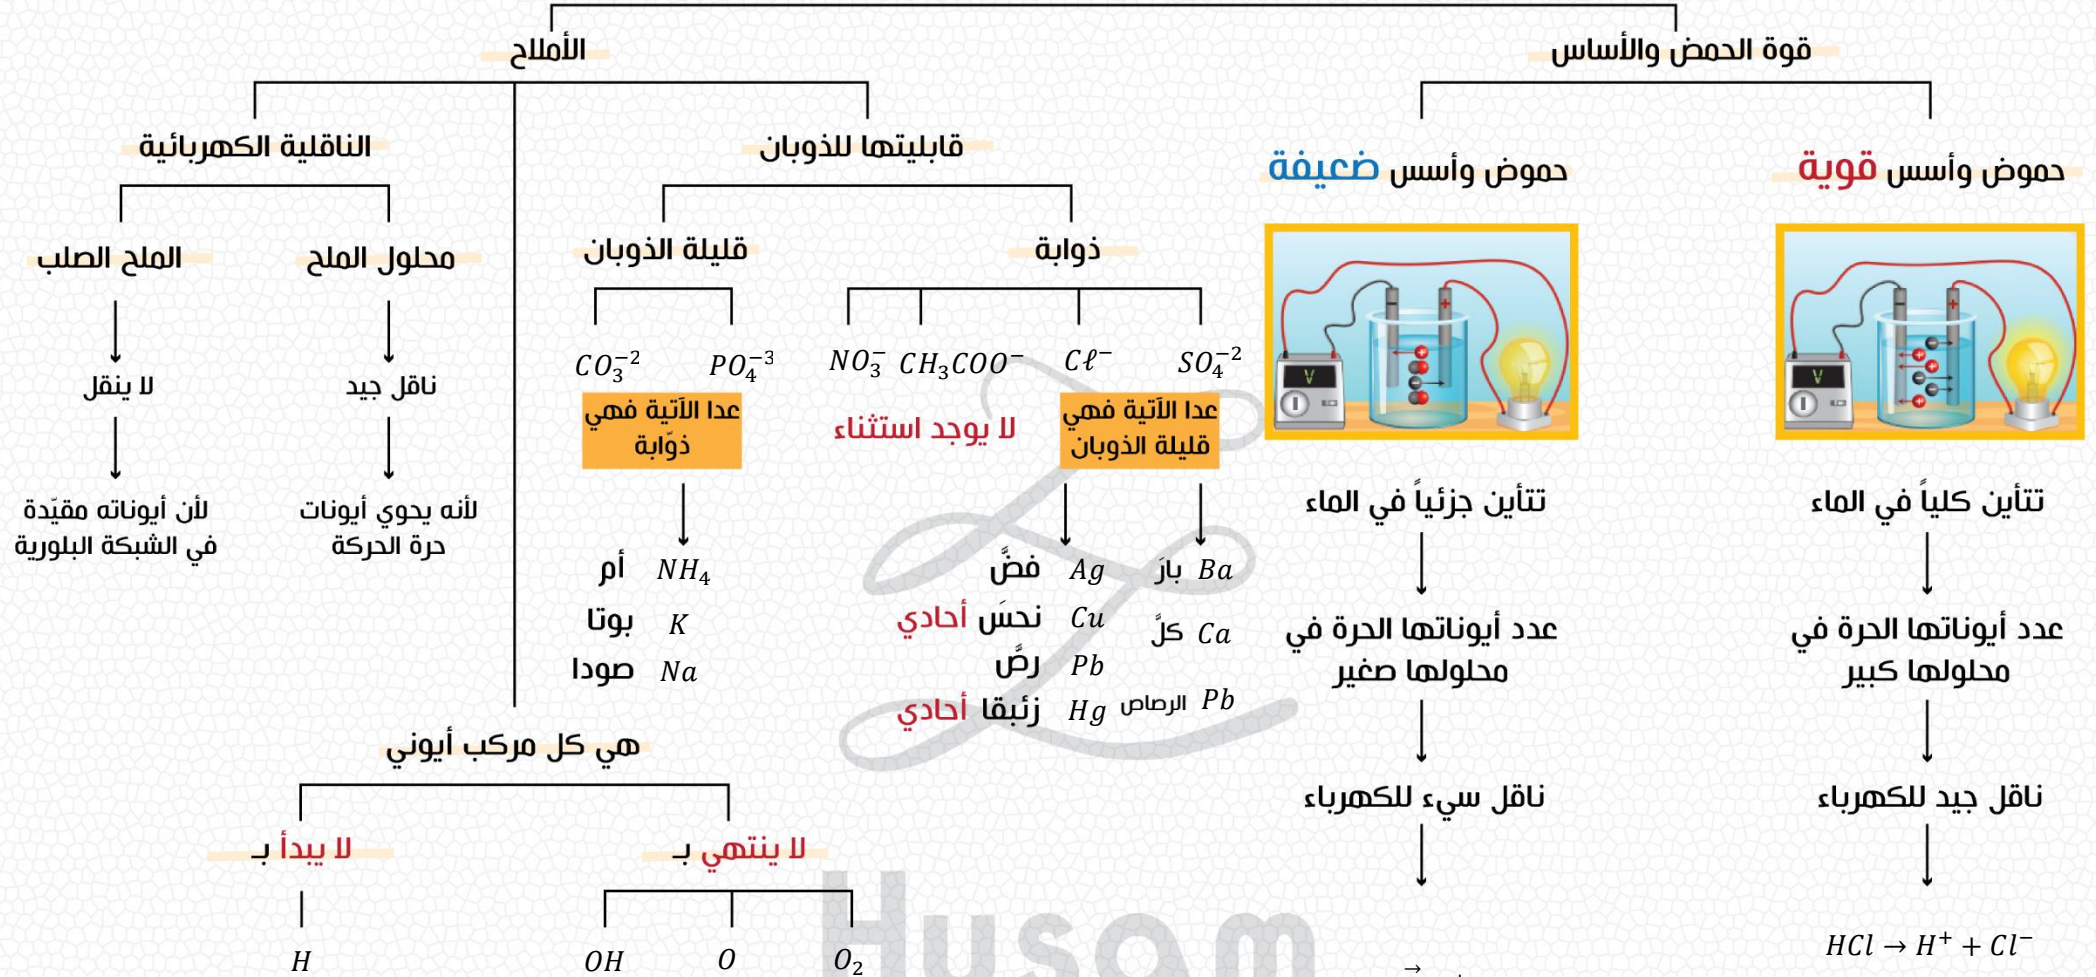 قوة الحمض والأساس
حموض وأسس قوية
V
تتأين كلياً في الماء
عدد أيوناتها الحرة في
محلولها كبير
ناقل جيد للكهرباء
HCl → H⁺ + Cl⁻
حموض وأسس ضعيفة
V
تتأين جزئياً في الماء
عدد أيوناتها الحرة في
محلولها صغير
ناقل سيء للكهرباء
→
الأملاح
قابليتها للذوبان
ذوابة
SO₄⁻²
Cℓ⁻
CH₃COO⁻
NO₃⁻
عدا الآتية فهي
قليلة الذوبان
لا يوجد استثناء
Ba بارَ
Ca كلَّ
Pb الرصاص
Ag فضَّ
Cu نحسَ أحادي
Pb رصَّ
Hg زئبقا أحادي
قليلة الذوبان
PO₄⁻³
CO₃⁻²
عدا الآتية فهي
ذوّابة
NH₄ أم
K بوتا
Na صودا
هي كل مركب أيوني
لا ينتهي بـ
O₂
O
OH
لا يبدأ بـ
H
الناقلية الكهربائية
محلول الملح
ناقل جيد
لأنه يحوي أيونات
حرة الحركة
الملح الصلب
لا ينقل
لأن أيوناته مقيّدة
في الشبكة البلورية
Husam